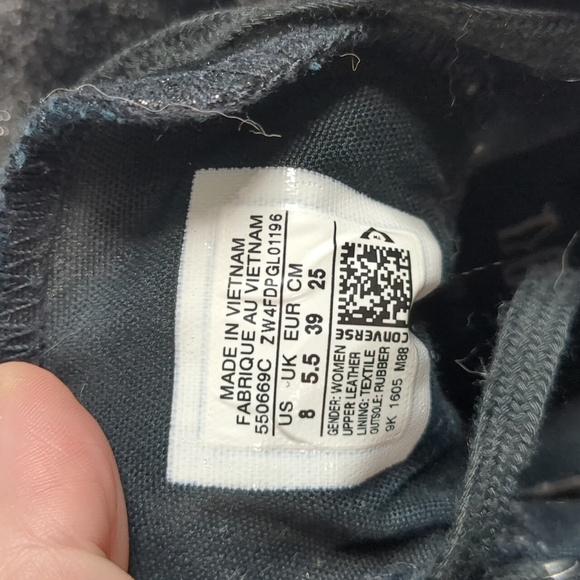 MADE IN VIETNAM
FABRIQUE AU VIETNAM
550669C ZW4FDPGL01196
US UK EUR CM
8 5.5 39 25
GENDER: WOMEN
UPPER LEATHER
LINING: TEXTILE
OUTSOLE: RUBBER
9K 1605 M88
CONVERSE